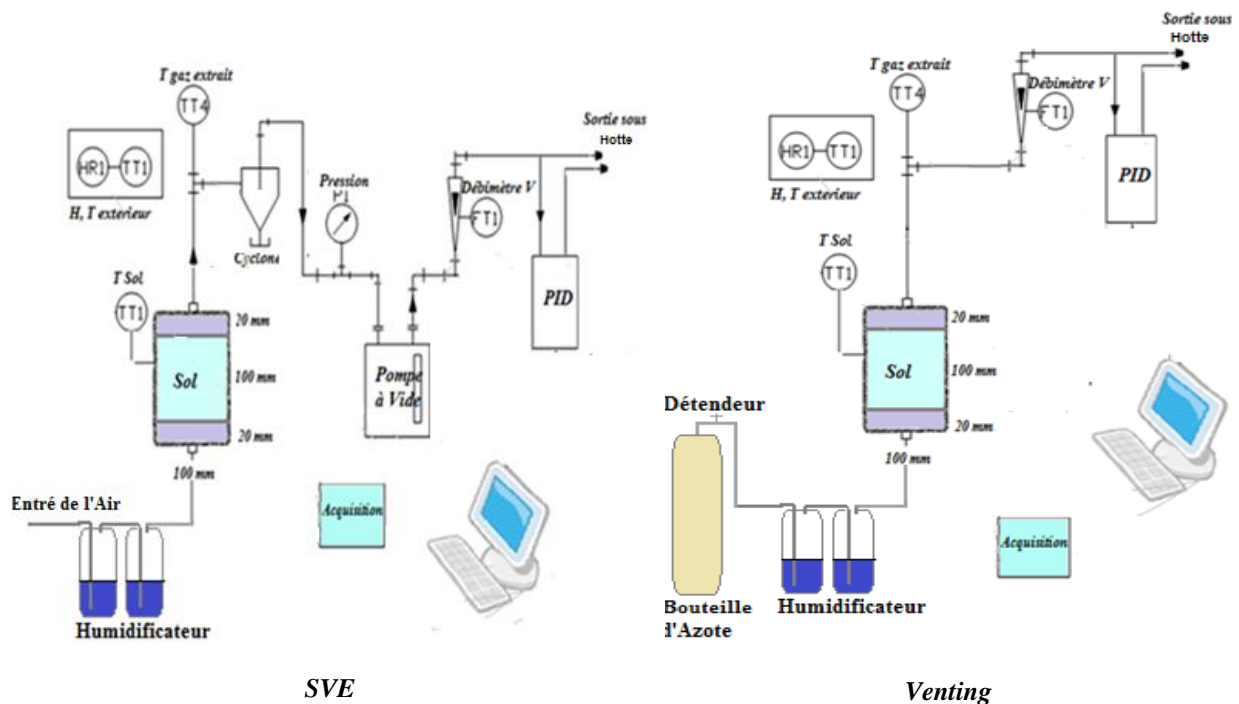 T gaz extrait
TT4
HR1
TT1
H, T exterieur
Cyclone
Pression
P1
Débimètre V
FT1
Sortie sous
Hotte
PID
T Sol
TT1
20 mm
Sol
100 mm
20 mm
100 mm
Pompe
à Vide
Entré de l'Air
Humidificateur
Acquisition
SVE
T gaz extrait
TT4
HR1
TT1
H, T exterieur
Débimètre V
FT1
Sortie sous
Hotte
PID
T Sol
TT1
20 mm
Sol
100 mm
20 mm
100 mm
Détendeur
Bouteille
d'Azote
Humidificateur
Acquisition
Venting